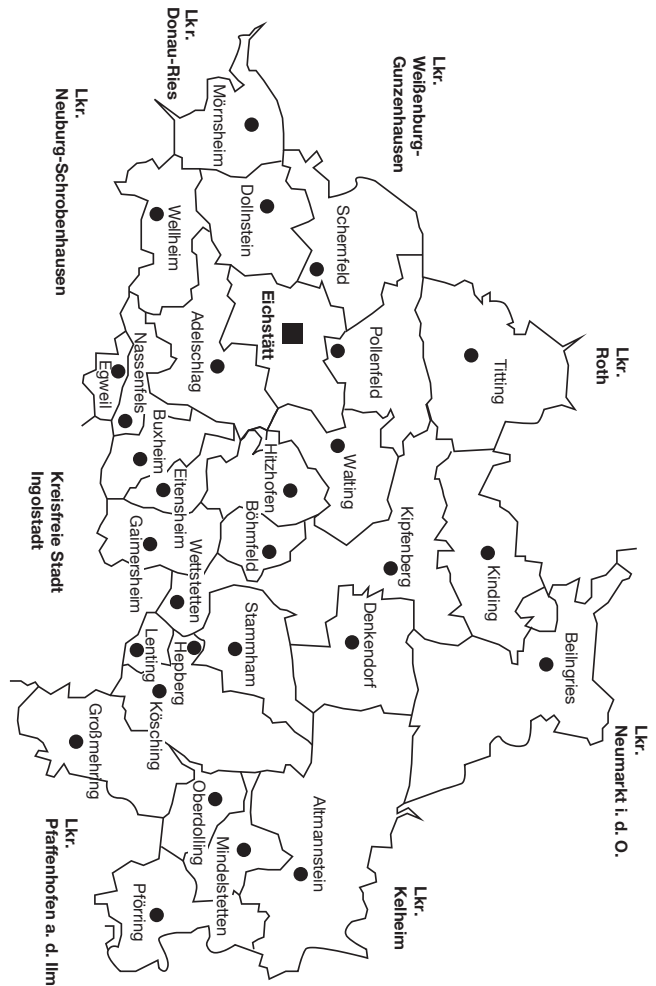 Lkr.
Roth
Lkr.
Neumarkt i. d. O.
Lkr.
Weißenburg-
Gunzenhausen
Titting
Beilngries
Kinding
Schernfeld
Pollenfeld
Walting
Kipfenberg
Denkendorf
Lkr.
Kelheim
Altmannstein
Lkr.
Donau-Ries
Mörnsheim
Dollnstein
Eichstätt
Hitzhofen
Böhmfeld
Stammham
Wellheim
Adelschlag
Eitensheim
Wettstetten
Hepberg
Oberdolling
Mindelstetten
Nassenfels
Buxheim
Egweil
Gaimersheim
Lenting
Kösching
Großmehring
Pförring
Lkr.
Neuburg-Schrobenhausen
Kreisfreie Stadt
Ingolstadt
Lkr.
Pfaffenhofen a. d. Ilm